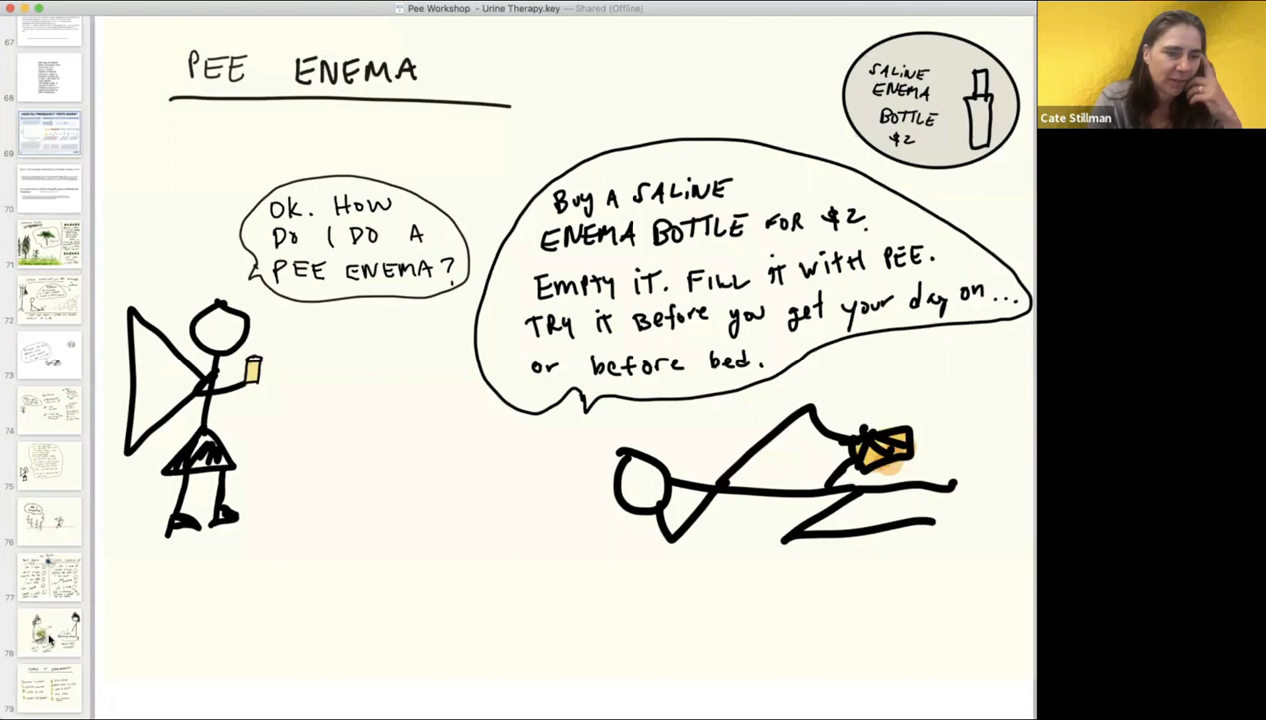 Pee Workshop - Urine Therapy.key — Shared (Offline)
PEE ENEMA
SALINE
ENEMA
BOTTLE
$2
Cate Stillman
OK. HOW
DO I DO A
PEE ENEMA?
BUY A SALINE
ENEMA BOTTLE FOR $2.
EMPTY IT. FILL IT WITH PEE.
TRY IT BEFORE YOU get your day on...
or before bed.
67
68
69
70
71
72
73
74
75
76
77
78
79